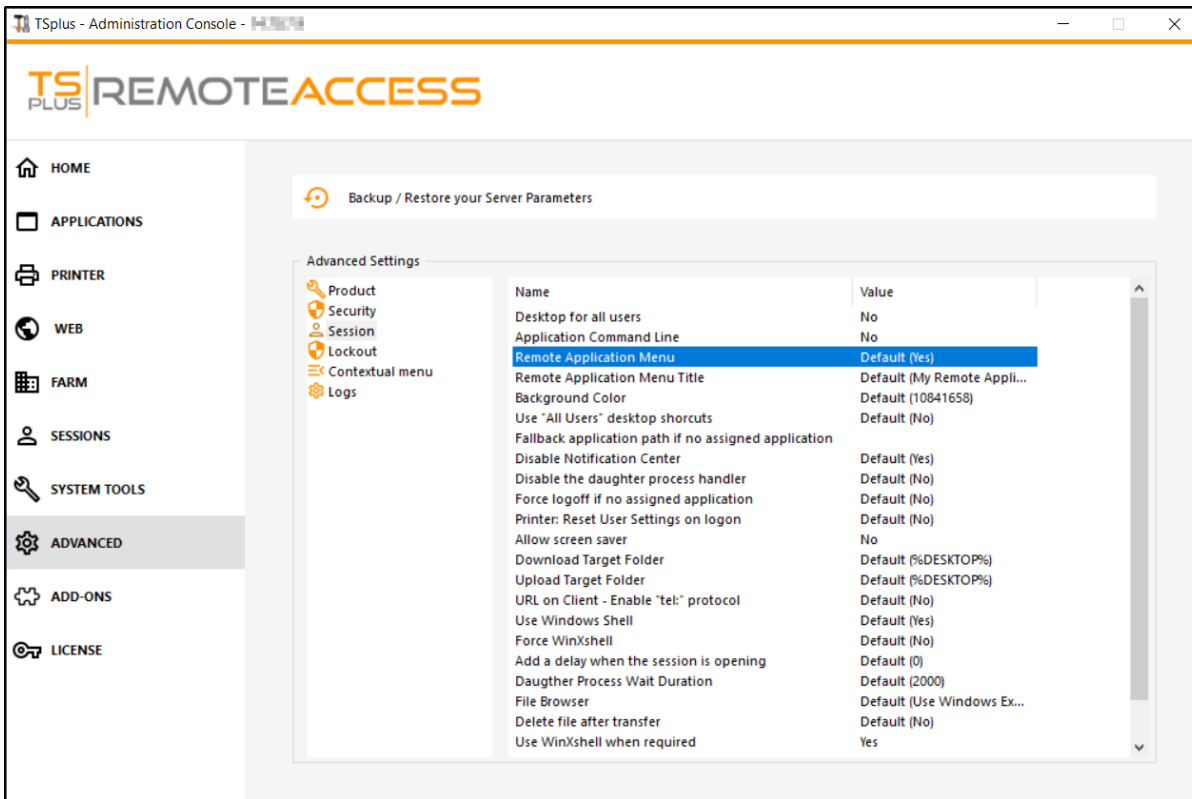 TSplus - Administration Console -
TS PLUS REMOTEACCESS
HOME
APPLICATIONS
PRINTER
WEB
FARM
SESSIONS
SYSTEM TOOLS
ADVANCED
ADD-ONS
LICENSE
Backup / Restore your Server Parameters
Advanced Settings
Product
Security
Session
Lockout
Contextual menu
Logs
Name Value
Desktop for all users No
Application Command Line No
Remote Application Menu Default (Yes)
Remote Application Menu Title Default (My Remote Appli...
Background Color Default (10841658)
Use "All Users" desktop shorcuts Default (No)
Fallback application path if no assigned application
Disable Notification Center Default (Yes)
Disable the daughter process handler Default (No)
Force logoff if no assigned application Default (No)
Printer: Reset User Settings on logon Default (No)
Allow screen saver No
Download Target Folder Default (%DESKTOP%)
Upload Target Folder Default (%DESKTOP%)
URL on Client - Enable "tel:" protocol Default (No)
Use Windows Shell Default (Yes)
Force WinXshell Default (No)
Add a delay when the session is opening Default (0)
Daugther Process Wait Duration Default (2000)
File Browser Default (Use Windows Ex...
Delete file after transfer Default (No)
Use WinXshell when required Yes